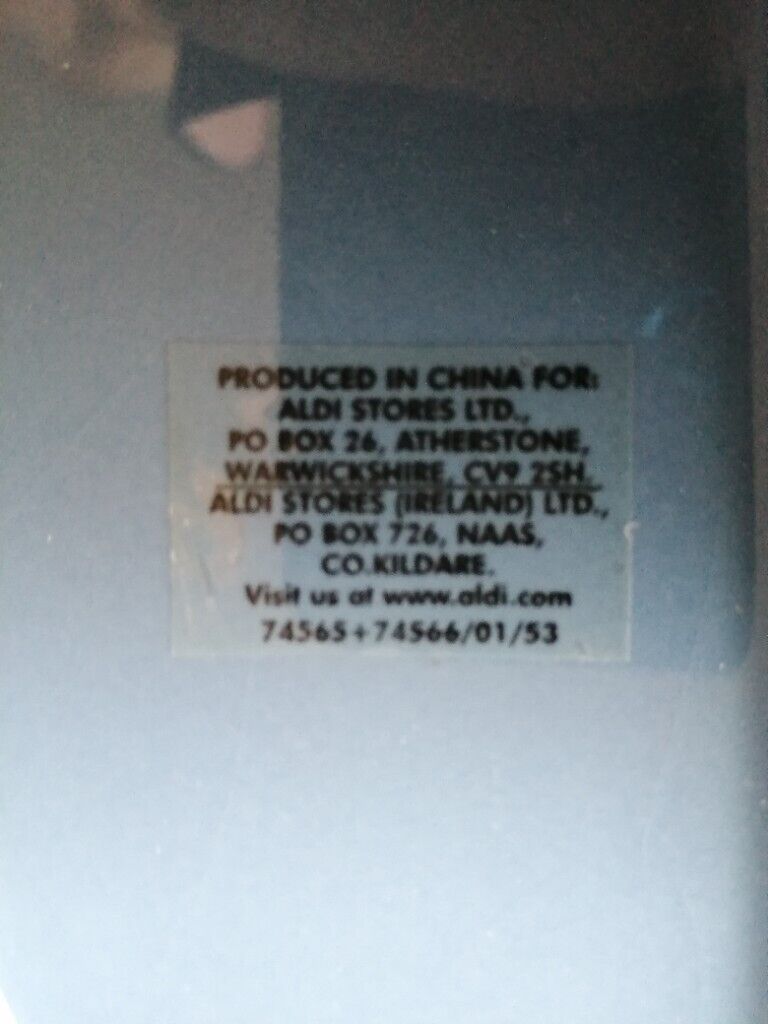 PRODUCED IN CHINA FOR:
ALDI STORES LTD.,
PO BOX 26, ATHERSTONE,
WARWICKSHIRE, CV9 2SH.
ALDI STORES (IRELAND) LTD.,
PO BOX 726, NAAS,
CO.KILDARE.
Visit us at www.aldi.com
74565+74566/01/53